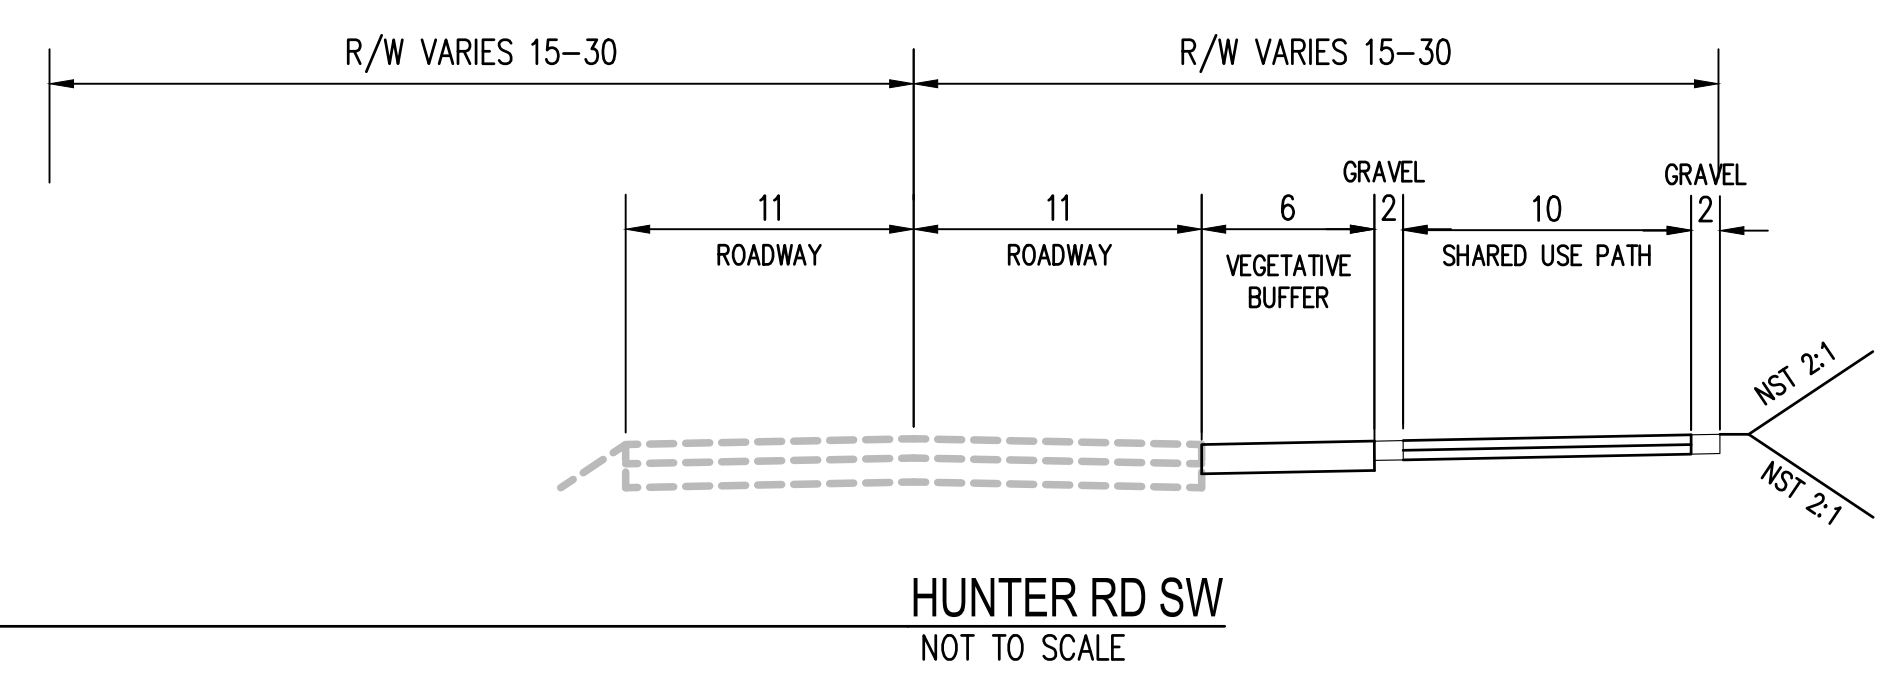 R/W VARIES 15-30
R/W VARIES 15-30
GRAVEL
GRAVEL
11
11
6
2
10
2
ROADWAY
ROADWAY
VEGETATIVE
BUFFER
SHARED USE PATH
NST 2:1
NST 2:1
HUNTER RD SW
NOT TO SCALE